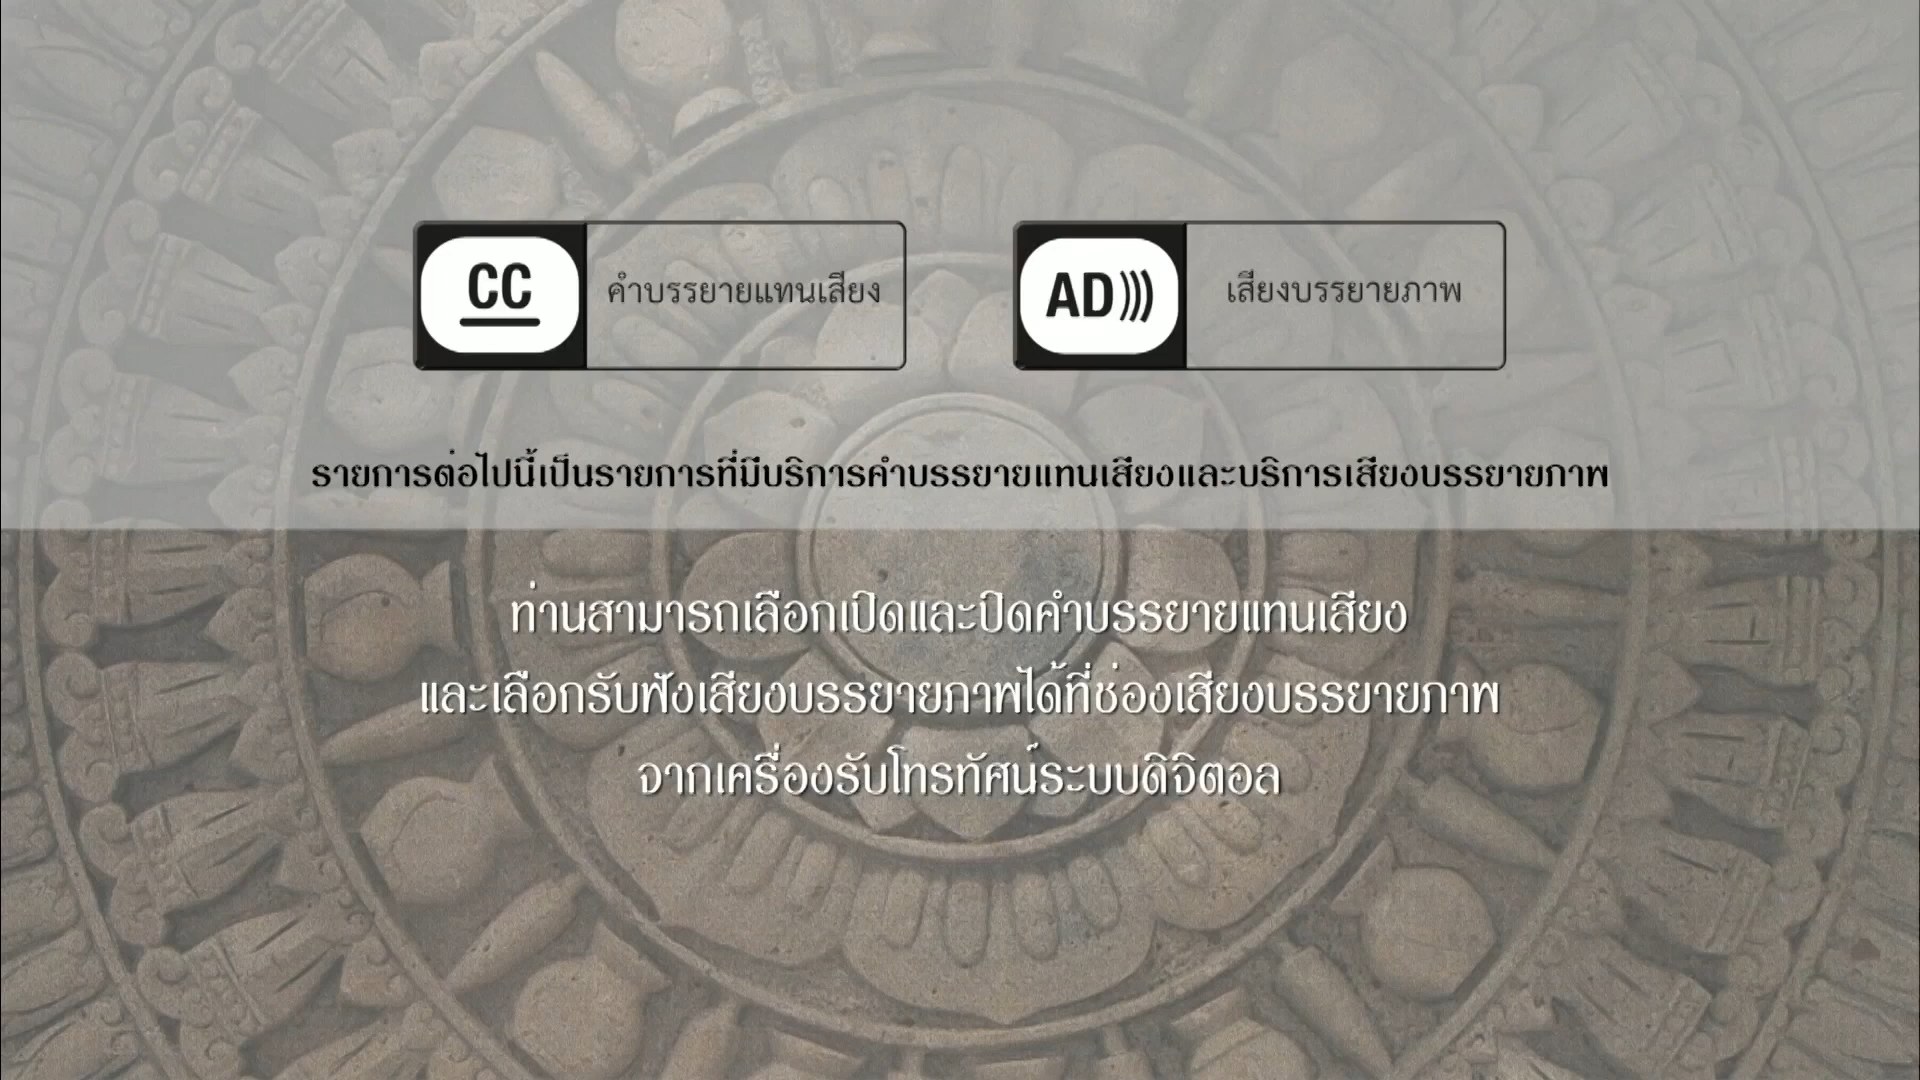 CC
คำบรรยายแทนเสียง
AD
เสียงบรรยายภาพ
รายการต่อไปนี้เป็นรายการที่มีบริการคำบรรยายแทนเสียงและบริการเสียงบรรยายภาพ
ท่านสามารถเลือกเปิดและปิดคำบรรยายแทนเสียง
และเลือกรับฟังเสียงบรรยายภาพได้ที่ช่องเสียงบรรยายภาพ
จากเครื่องรับโทรทัศน์ระบบดิจิตอล